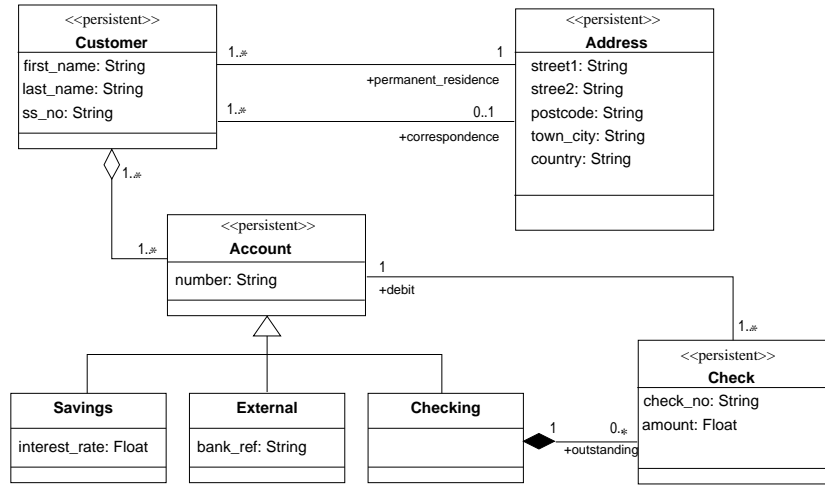 <<persistent>>
Customer
first_name: String
last_name: String
ss_no: String
1..*
1
+permanent_residence
1..*
0..1
+correspondence
<<persistent>>
Address
street1: String
stree2: String
postcode: String
town_city: String
country: String
1..*
1..*
<<persistent>>
Account
number: String
1
+debit
1..*
<<persistent>>
Check
check_no: String
amount: Float
Savings
interest_rate: Float
External
bank_ref: String
Checking
1
0..*
+outstanding